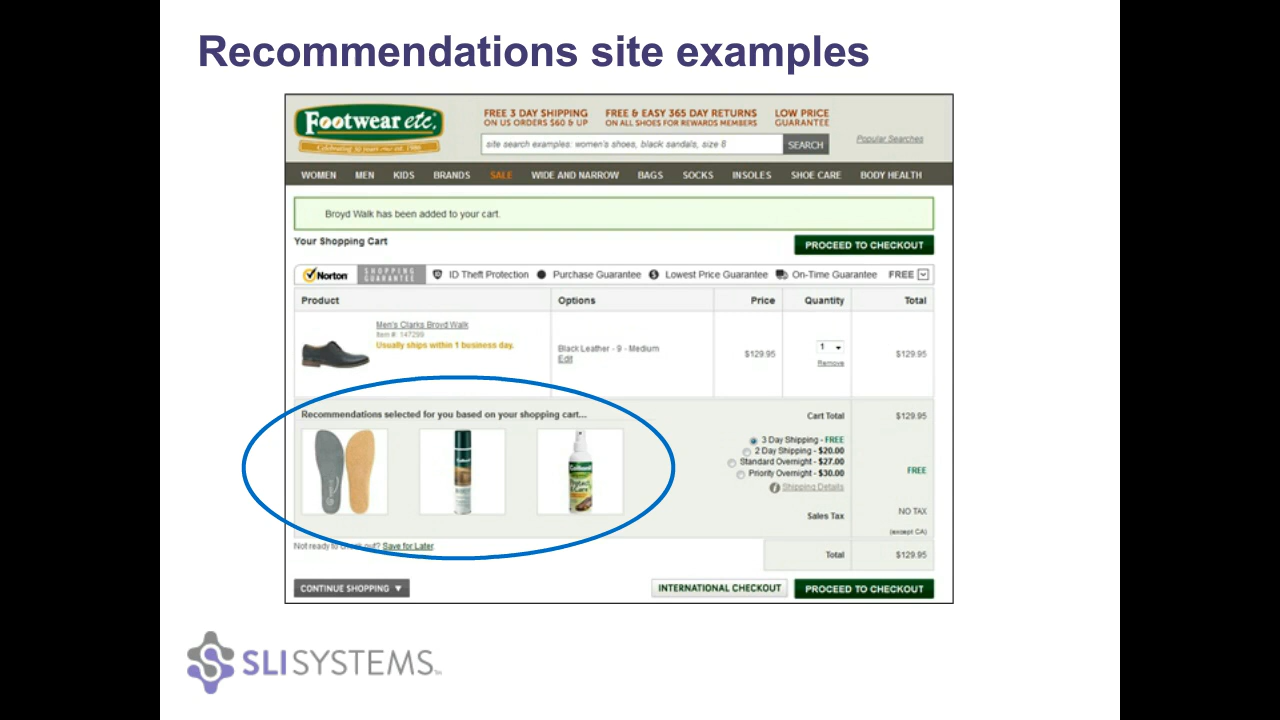 Recommendations site examples
Footwear etc.
FREE 3 DAY SHIPPING
ON US ORDERS $60 & UP
FREE & EASY 365 DAY RETURNS
ON ALL SHOES FOR REWARDS MEMBERS
LOW PRICE
GUARANTEE
site search examples: women's shoes, black sandals, size 8
SEARCH
Popular Searches
WOMEN MEN KIDS BRANDS SALE WIDE AND NARROW BAGS SOCKS INSOLES SHOE CARE BODY HEALTH
Broyd Walk has been added to your cart.
Your Shopping Cart
PROCEED TO CHECKOUT
Norton SHOPPING GUARANTEE ID Theft Protection Purchase Guarantee Lowest Price Guarantee On-Time Guarantee FREE
Product Options Price Quantity Total
Men's Clarks Broyd Walk
Item #: 147299
Usually ships within 1 business day.
Black Leather - 9 - Medium
Edit
$129.95
1
Remove
$129.95
Recommendations selected for you based on your shopping cart...
Cart Total $129.95
3 Day Shipping - FREE
2 Day Shipping - $20.00
Standard Overnight - $27.00
Priority Overnight - $30.00
Shipping Details
FREE
Sales Tax
NO TAX
(except CA)
Not ready to check out? Save for Later
Total $129.95
CONTINUE SHOPPING
INTERNATIONAL CHECKOUT
PROCEED TO CHECKOUT
SLISYSTEMS